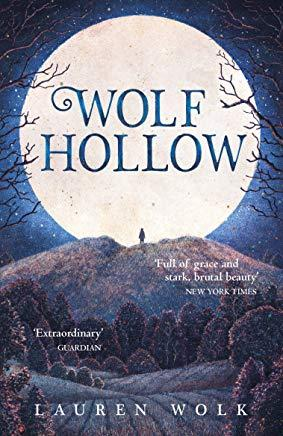 WOLF
HOLLOW
'Full of grace and
stark, brutal beauty'
NEW YORK TIMES
'Extraordinary'
GUARDIAN
LAUREN WOLK